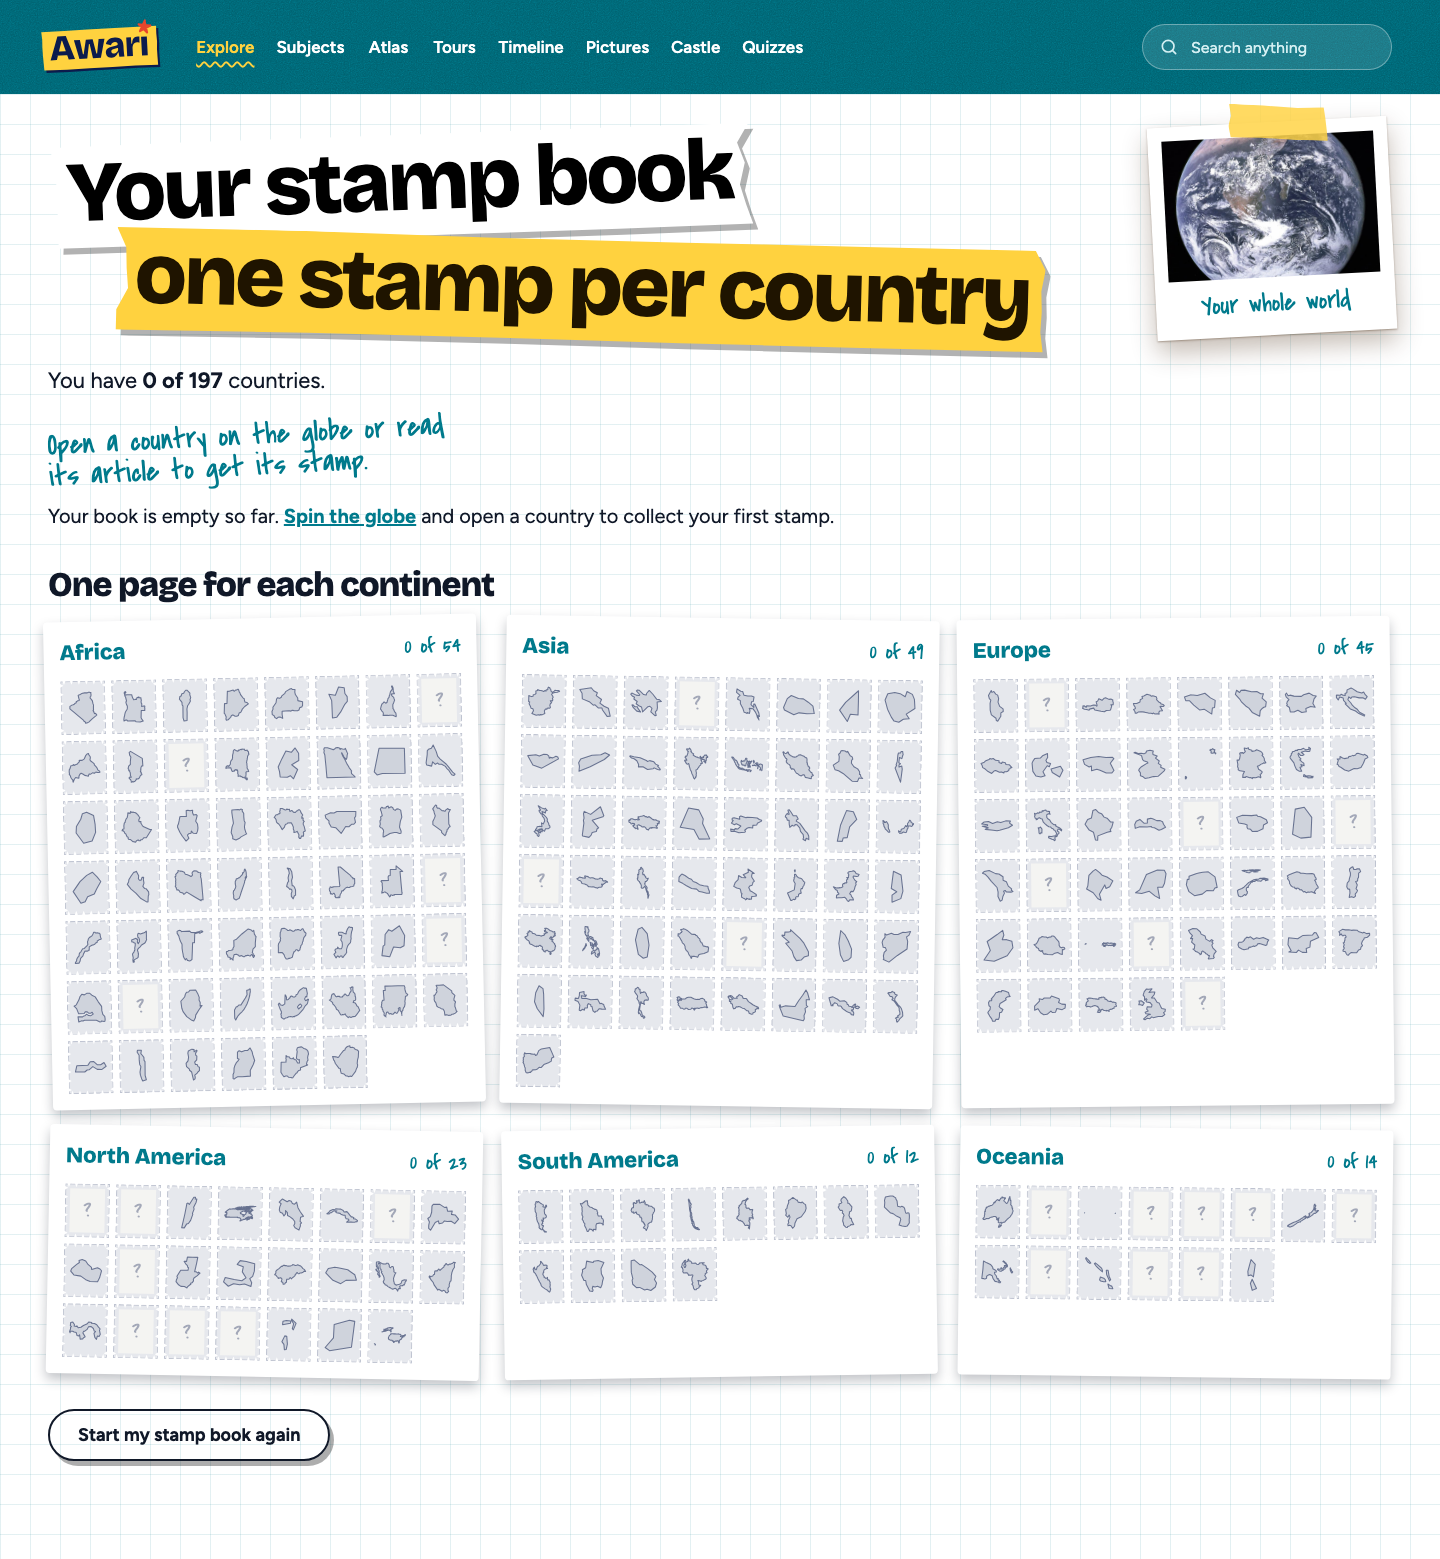 Awari
Explore Subjects Atlas Tours Timeline Pictures Castle Quizzes
Search anything
Your stamp book
one stamp per country
Your whole world
You have 0 of 197 countries.
Open a country on the globe or read
its article to get its stamp.
Your book is empty so far. Spin the globe and open a country to collect your first stamp.
One page for each continent
Africa 0 of 54
?
?
?
?
?
Asia 0 of 49
?
?
?
Europe 0 of 45
?
?
?
?
?
?
North America 0 of 23
? ? ?
?
? ? ?
South America 0 of 12
Oceania 0 of 14
? ? ? ? ?
? ? ?
Start my stamp book again